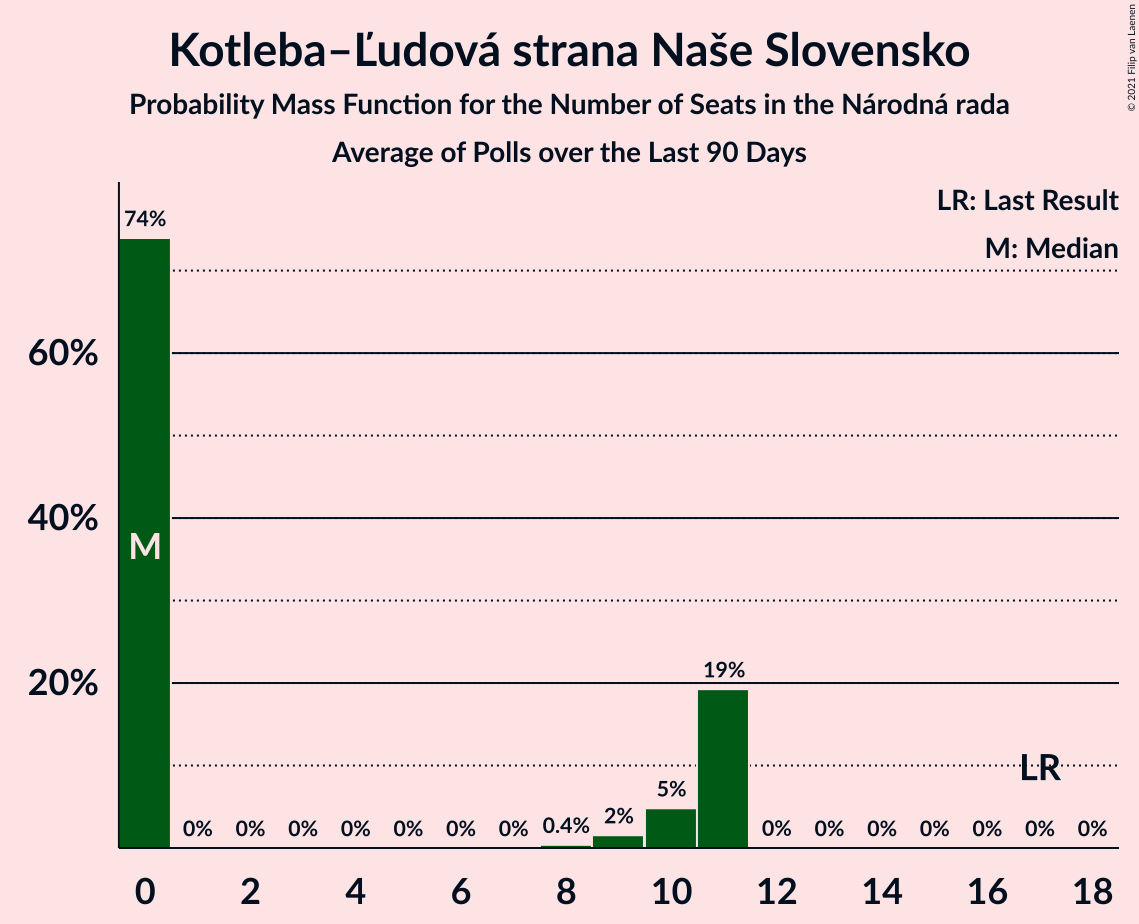 Kotleba–Ľudová strana Naše Slovensko
Probability Mass Function for the Number of Seats in the Národná rada
Average of Polls over the Last 90 Days
© 2021 Filip van Laenen
LR: Last Result
M: Median
74%
60%
40%
M
20%
19%
LR
5%
2%
0% 0% 0% 0% 0% 0% 0% 0.4% 0% 0% 0% 0% 0% 0% 0%
0 2 4 6 8 10 12 14 16 18